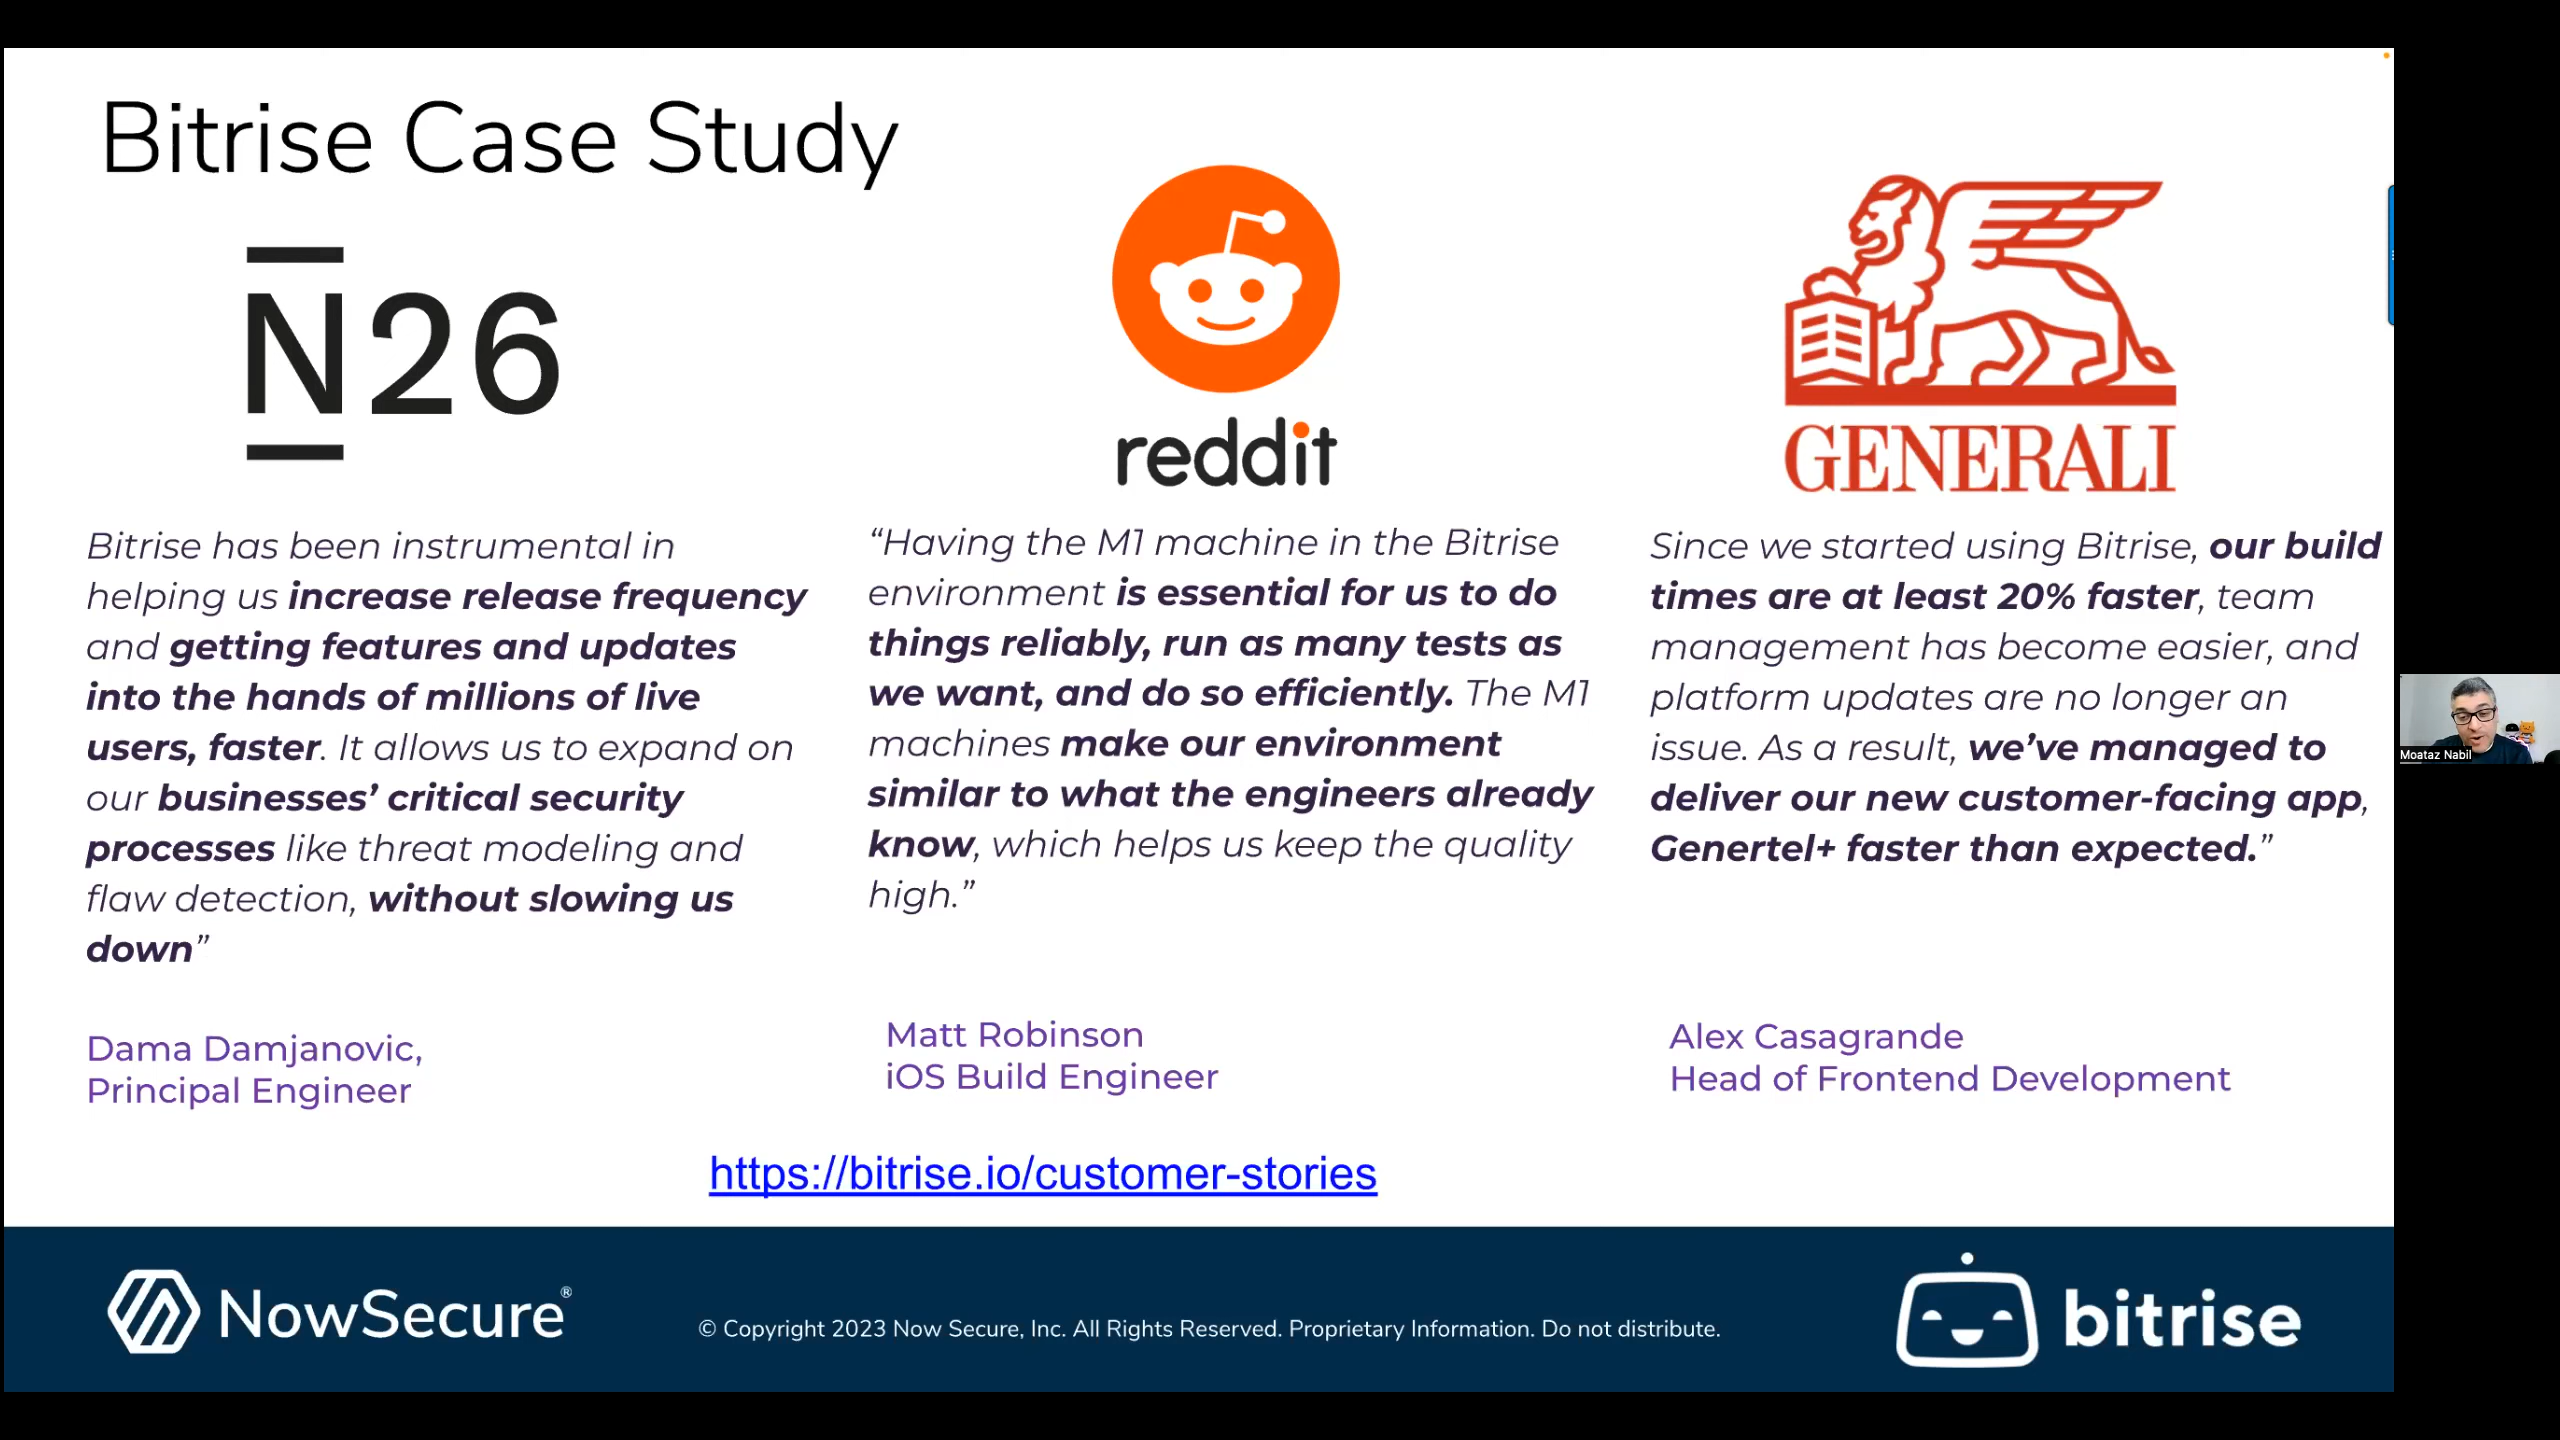 Bitrise Case Study
N26
reddit
GENERALI
Bitrise has been instrumental in
helping us increase release frequency
and getting features and updates
into the hands of millions of live
users, faster. It allows us to expand on
our businesses’ critical security
processes like threat modeling and
flaw detection, without slowing us
down”
Dama Damjanovic,
Principal Engineer
“Having the M1 machine in the Bitrise
environment is essential for us to do
things reliably, run as many tests as
we want, and do so efficiently. The M1
machines make our environment
similar to what the engineers already
know, which helps us keep the quality
high.”
Matt Robinson
iOS Build Engineer
Since we started using Bitrise, our build
times are at least 20% faster, team
management has become easier, and
platform updates are no longer an
issue. As a result, we’ve managed to
deliver our new customer-facing app,
Genertel+ faster than expected.”
Alex Casagrande
Head of Frontend Development
https://bitrise.io/customer-stories
NowSecure®
© Copyright 2023 Now Secure, Inc. All Rights Reserved. Proprietary Information. Do not distribute.
bitrise
Moataz Nabil